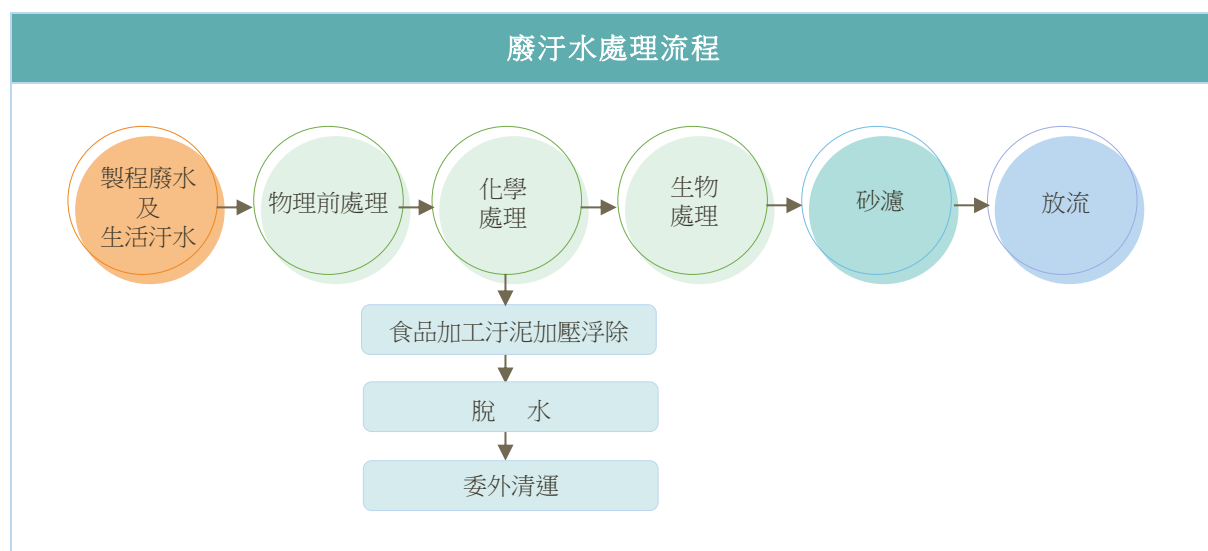 廢汙水處理流程
製程廢水
及
生活汙水
物理前處理
化學
處理
生物
處理
砂濾
放流
食品加工汙泥加壓浮除
脫 水
委外清運